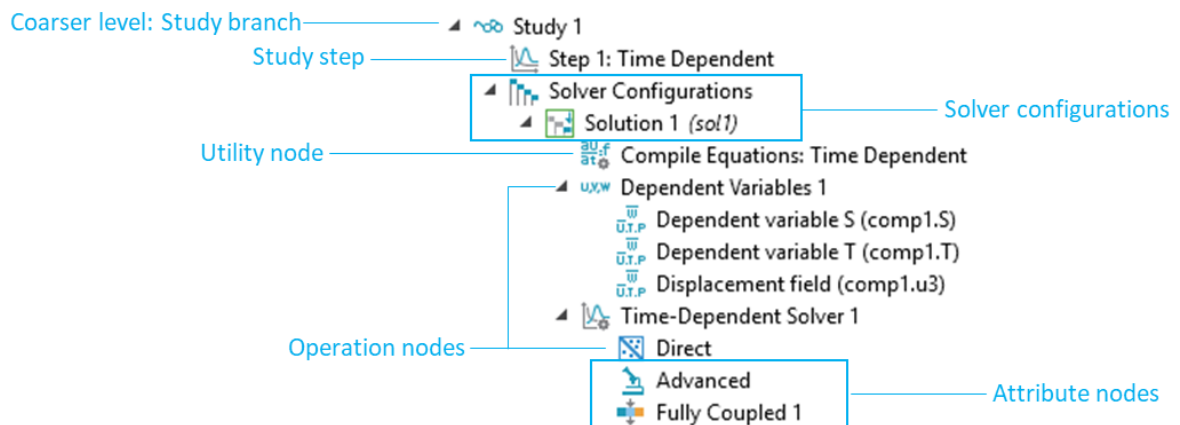 Coarser level: Study branch
Study 1
Study step
Step 1: Time Dependent
Solver Configurations
Solution 1 (sol1)
Solver configurations
Utility node
Compile Equations: Time Dependent
u,v,w Dependent Variables 1
Dependent variable S (comp1.S)
Dependent variable T (comp1.T)
Displacement field (comp1.u3)
Time-Dependent Solver 1
Operation nodes
Direct
Advanced
Attribute nodes
Fully Coupled 1